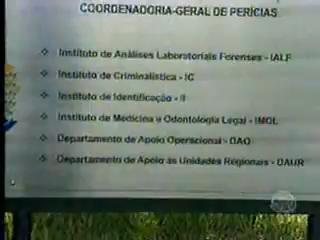 COORDENADORIA-GERAL DE PERÍCIAS
Instituto de Análises Laboratoriais Forenses - IALF
Instituto de Criminalística - IC
Instituto de Identificação - II
Instituto de Medicina e Odontologia Legal - IMOL
Departamento de Apoio Operacional - DAO
Departamento de Apoio às Unidades Regionais - DAUR